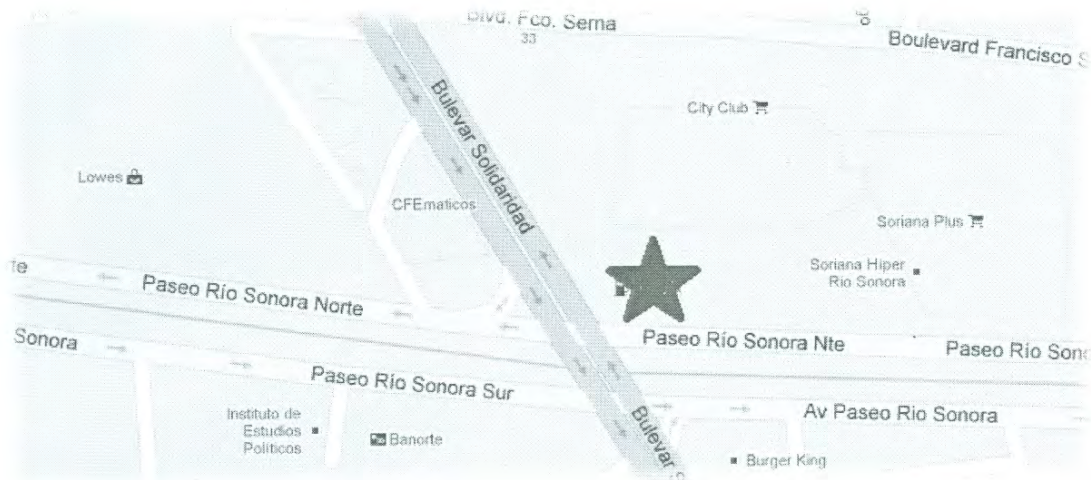 Blvd. Fco. Serna
33
Boulevard Francisco S
City Club
Bulevar Solidaridad
Lowes
CFEmaticos
Soriana Plus
Soriana Hiper
Rio Sonora
te
Paseo Río Sonora Norte
Paseo Río Sonora Nte
Paseo Río Son
Sonora
Paseo Río Sonora Sur
Av Paseo Rio Sonora
Instituto de
Estudios
Politicos
Banorte
Bulevar S
Burger King